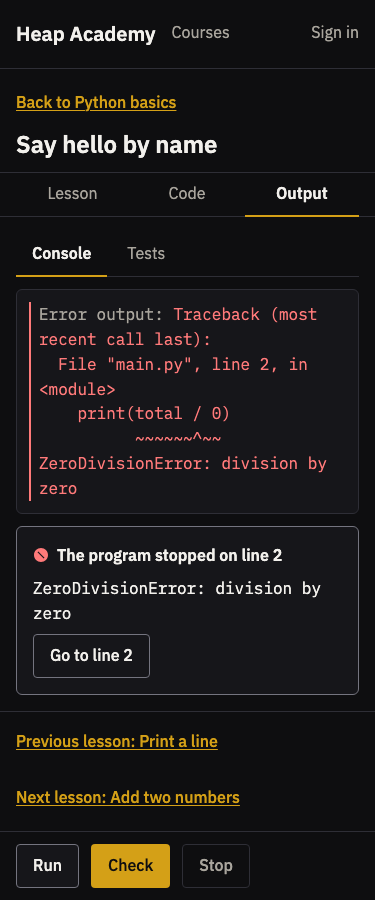 Heap Academy Courses Sign in
Back to Python basics
Say hello by name
Lesson Code Output
Console Tests
Error output: Traceback (most
recent call last):
  File "main.py", line 2, in
<module>
    print(total / 0)
          ~~~~~~^~~
ZeroDivisionError: division by
zero
The program stopped on line 2
ZeroDivisionError: division by
zero
Go to line 2
Previous lesson: Print a line
Next lesson: Add two numbers
Run Check Stop